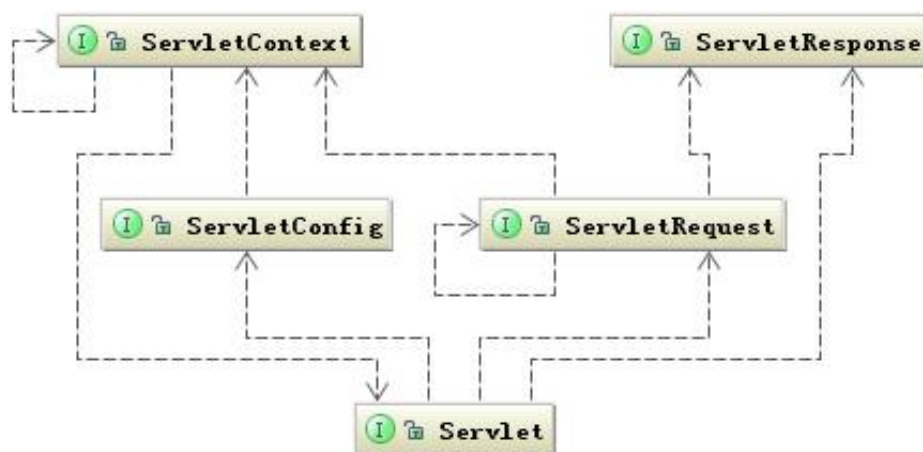 I ServletContext
I ServletResponse
I ServletConfig
I ServletRequest
I Servlet